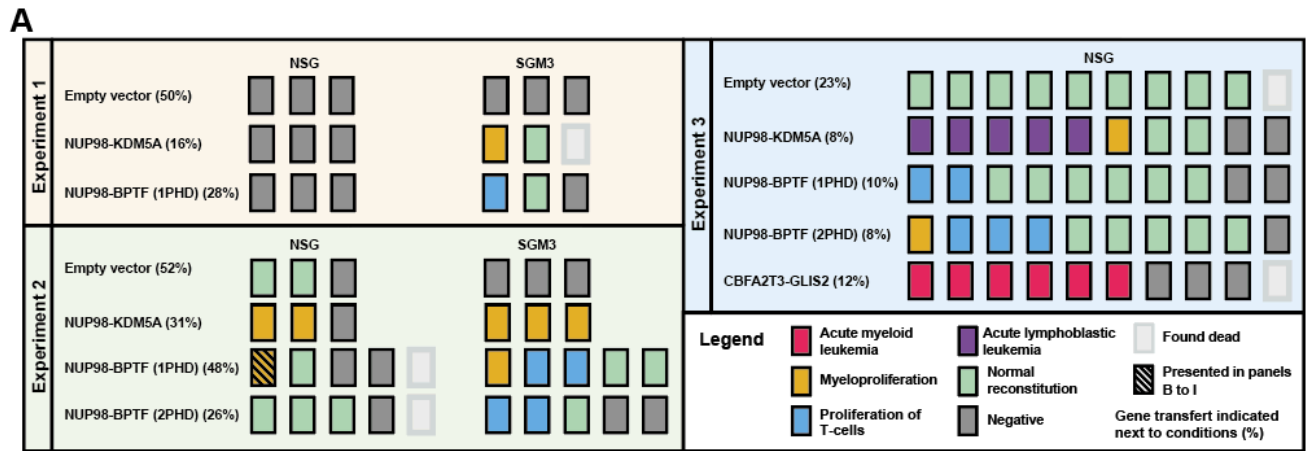 A
Experiment 1
NSG
SGM3
Empty vector (50%)
NUP98-KDM5A (16%)
NUP98-BPTF (1PHD) (28%)
Experiment 2
NSG
SGM3
Empty vector (52%)
NUP98-KDM5A (31%)
NUP98-BPTF (1PHD) (48%)
NUP98-BPTF (2PHD) (26%)
Experiment 3
NSG
Empty vector (23%)
NUP98-KDM5A (8%)
NUP98-BPTF (1PHD) (10%)
NUP98-BPTF (2PHD) (8%)
CBFA2T3-GLIS2 (12%)
Legend
Acute myeloid
leukemia
Myeloproliferation
Proliferation of
T-cells
Acute lymphoblastic
leukemia
Normal
reconstitution
Negative
Found dead
Presented in panels
B to I
Gene transfert indicated
next to conditions (%)